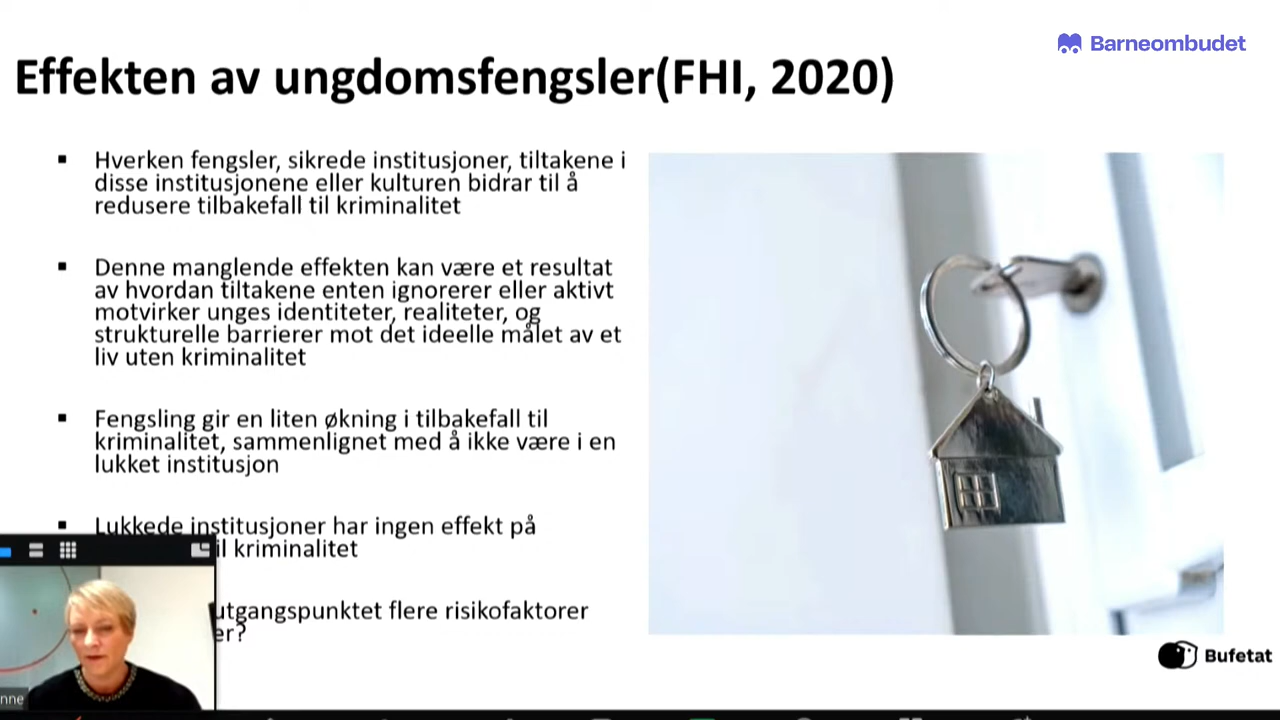 Barneombudet
Effekten av ungdomsfengsler(FHI, 2020)
▪ Hverken fengsler, sikrede institusjoner, tiltakene i
disse institusjonene eller kulturen bidrar til å
redusere tilbakefall til kriminalitet
▪ Denne manglende effekten kan være et resultat
av hvordan tiltakene enten ignorerer eller aktivt
motvirker unges identiteter, realiteter, og
strukturelle barrierer mot det ideelle målet av et
liv uten kriminalitet
▪ Fengsling gir en liten økning i tilbakefall til
kriminalitet, sammenlignet med å ikke være i en
lukket institusjon
▪ Lukkede institusjoner har ingen effekt på
il kriminalitet
utgangspunktet flere risikofaktorer
er?
nne
Bufetat